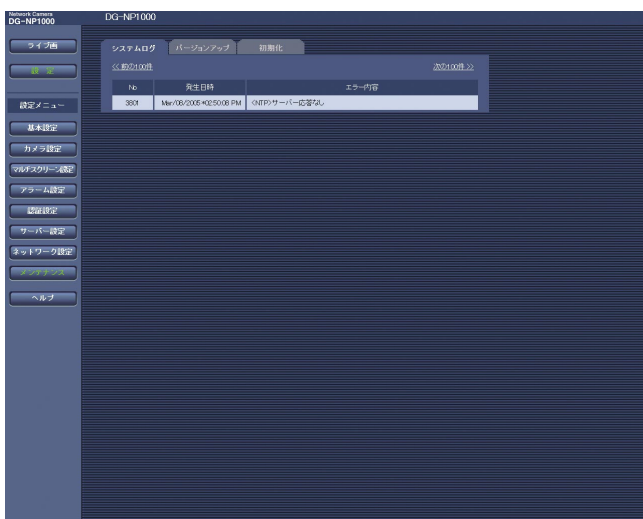 Network Camera
DG-NP1000
DG-NP1000
ライブ画
設 定
設定メニュー
基本設定
カメラ設定
マルチスクリーン設定
アラーム設定
認証設定
サーバー設定
ネットワーク設定
メンテナンス
ヘルプ
システムログ バージョンアップ 初期化
<< 前の100件 次の100件 >>
No 発生日時 エラー内容
3801 Mar/08/2005 02:50:08 PM <NTP>サーバー応答なし